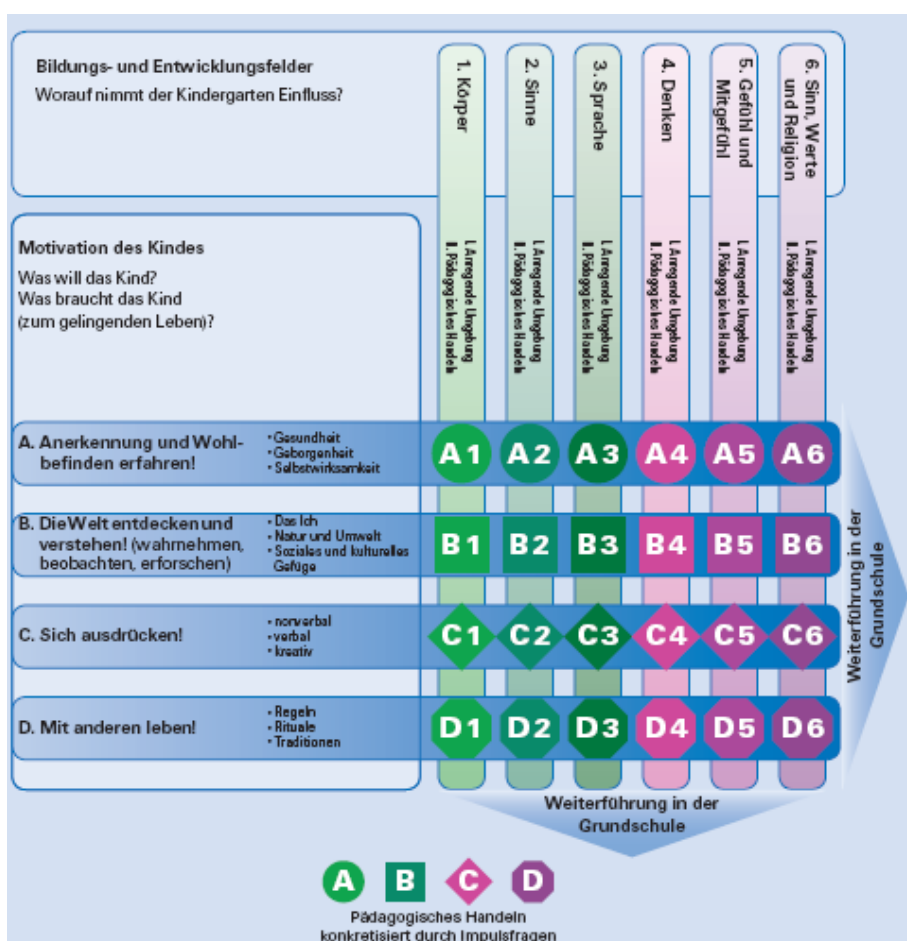 Bildungs- und Entwicklungsfelder
Worauf nimmt der Kindergarten Einfluss?
1. Körper
2. Sinne
3. Sprache
4. Denken
5. Gefühl und
Mitgefühl
6. Sinn, Werte
und Religion
Motivation des Kindes
Was will das Kind?
Was braucht das Kind
(zum gelingenden Leben)?
I. Anregende Umgebung
II. Pädagogisches Handeln
I. Anregende Umgebung
II. Pädagogisches Handeln
I. Anregende Umgebung
II. Pädagogisches Handeln
I. Anregende Umgebung
II. Pädagogisches Handeln
I. Anregende Umgebung
II. Pädagogisches Handeln
I. Anregende Umgebung
II. Pädagogisches Handeln
A. Anerkennung und Wohl-
befinden erfahren!
• Gesundheit
• Geborgenheit
• Selbstwirksamkeit
A1 A2 A3 A4 A5 A6
B. Die Welt entdecken und
verstehen! (wahrnehmen,
beobachten, erforschen)
• Das Ich
• Natur und Umwelt
• Soziales und kulturelles
Gefüge
B1 B2 B3 B4 B5 B6
C. Sich ausdrücken!
• nonverbal
• verbal
• kreativ
C1 C2 C3 C4 C5 C6
D. Mit anderen leben!
• Regeln
• Rituale
• Traditionen
D1 D2 D3 D4 D5 D6
Weiterführung in der
Grundschule
Weiterführung in der
Grundschule
A B C D
Pädagogisches Handeln
konkretisiert durch Impulsfragen